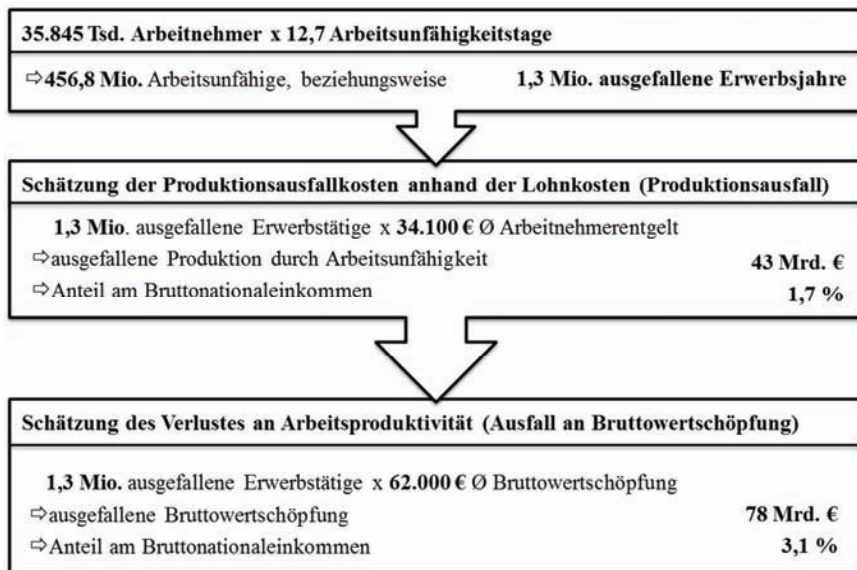 35.845 Tsd. Arbeitnehmer x 12,7 Arbeitsunfähigkeitstage
⇨456,8 Mio. Arbeitsunfähige, beziehungsweise 1,3 Mio. ausgefallene Erwerbsjahre
Schätzung der Produktionsausfallkosten anhand der Lohnkosten (Produktionsausfall)
1,3 Mio. ausgefallene Erwerbstätige x 34.100 € Ø Arbeitnehmerentgelt
⇨ausgefallene Produktion durch Arbeitsunfähigkeit 43 Mrd. €
⇨Anteil am Bruttonationaleinkommen 1,7 %
Schätzung des Verlustes an Arbeitsproduktivität (Ausfall an Bruttowertschöpfung)
1,3 Mio. ausgefallene Erwerbstätige x 62.000 € Ø Bruttowertschöpfung
⇨ausgefallene Bruttowertschöpfung 78 Mrd. €
⇨Anteil am Bruttonationaleinkommen 3,1 %